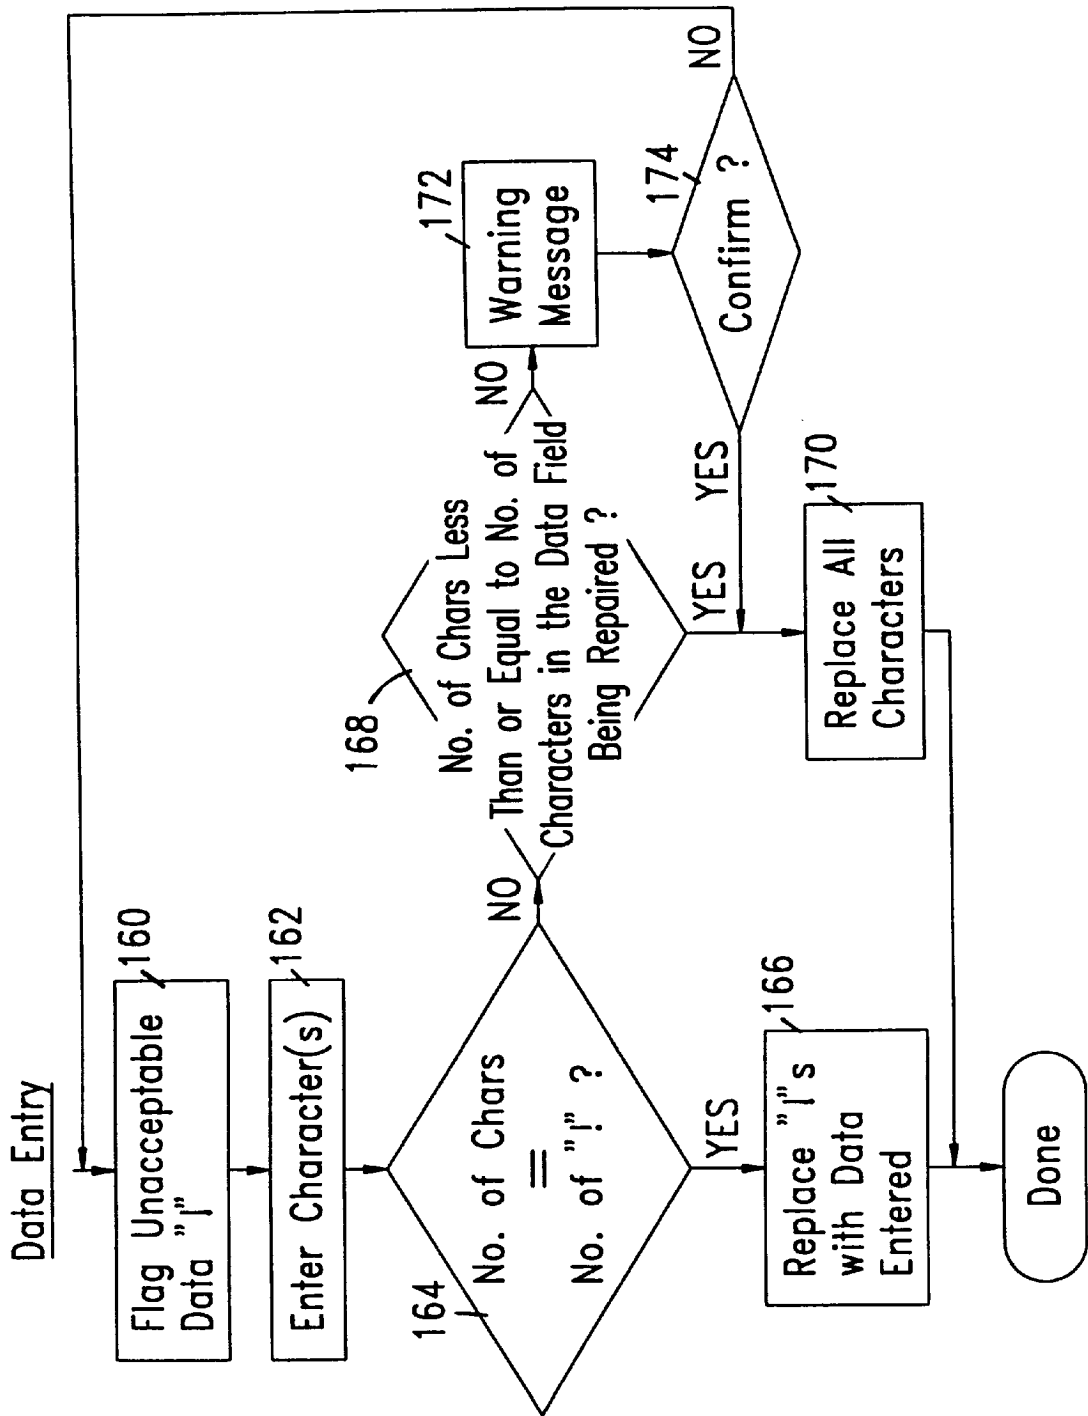 Data Entry
160
Flag Unacceptable
Data "!"
162
Enter Character(s)
164
No. of Chars
=
No. of "!" ?
NO
YES
166
Replace "!"s
with Data
Entered
Done
168
No. of Chars Less
Than or Equal to No. of
Characters in the Data Field
Being Repaired ?
NO
YES
170
Replace All
Characters
172
Warning
Message
174
Confirm ?
YES
NO